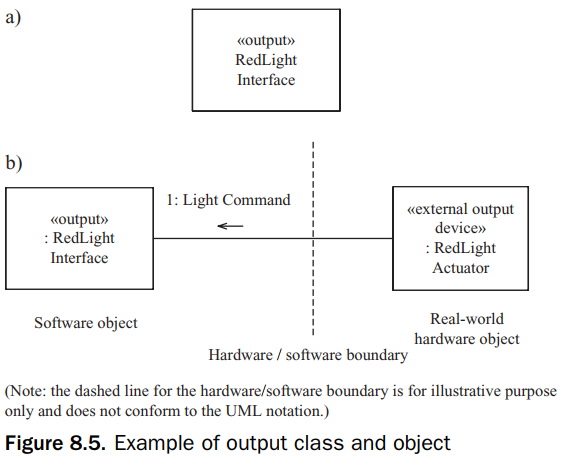 a)
«output»
RedLight
Interface
b)
1: Light Command
«output»
: RedLight
Interface
«external output
device»
: RedLight
Actuator
Software object
Real-world
hardware object
Hardware / software boundary
(Note: the dashed line for the hardware/software boundary is for illustrative purpose
only and does not conform to the UML notation.)
Figure 8.5. Example of output class and object